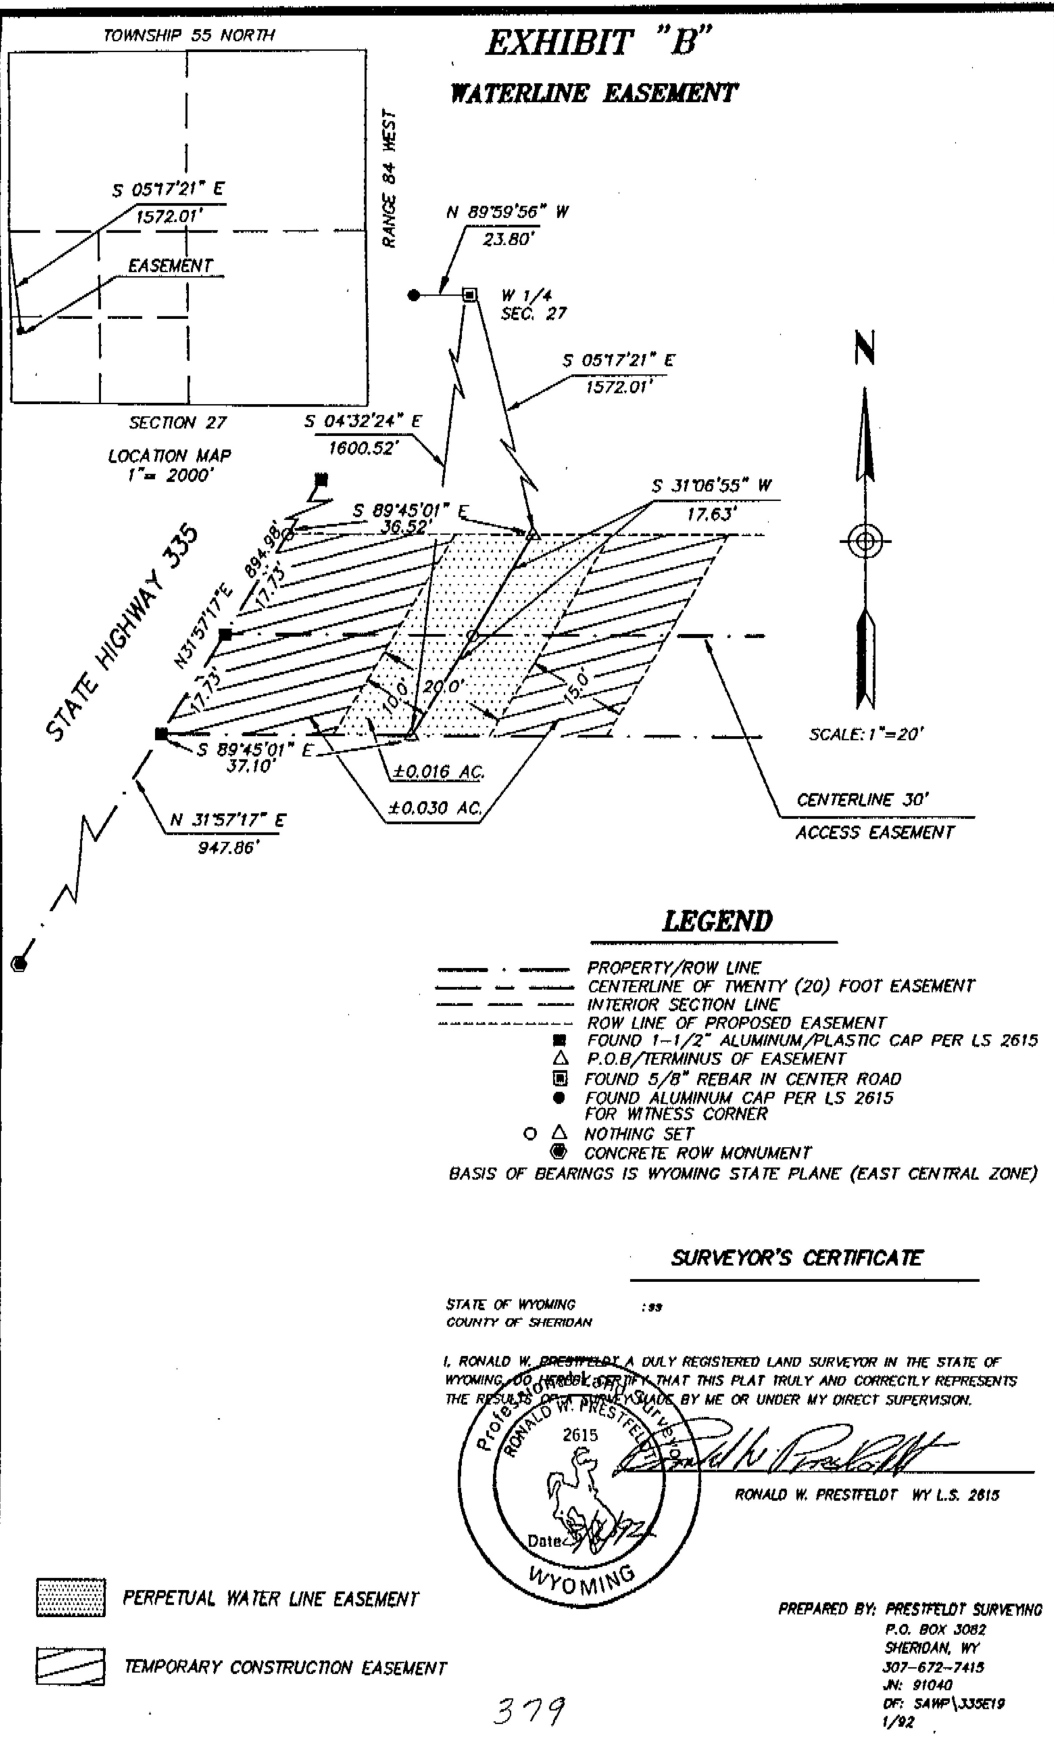 EXHIBIT "B"
WATERLINE EASEMENT
TOWNSHIP 55 NORTH
RANGE 84 WEST
S 05°17'21" E
1572.01'
EASEMENT
SECTION 27
LOCATION MAP
1"= 2000'
N 89°59'56" W
23.80'
W 1/4
SEC. 27
S 05°17'21" E
1572.01'
S 04°32'24" E
1600.52'
S 31°06'55" W
17.63'
S 89°45'01" E
36.52'
STATE HIGHWAY 335
894.98'
N31°57'17"E
17.73'
17.73'
10.0'
20.0'
15.0'
S 89°45'01" E
37.10'
±0.016 AC.
±0.030 AC.
N 31°57'17" E
947.86'
N
SCALE: 1"=20'
CENTERLINE 30'
ACCESS EASEMENT
LEGEND
PROPERTY/ROW LINE
CENTERLINE OF TWENTY (20) FOOT EASEMENT
INTERIOR SECTION LINE
ROW LINE OF PROPOSED EASEMENT
FOUND 1-1/2" ALUMINUM/PLASTIC CAP PER LS 2615
P.O.B/TERMINUS OF EASEMENT
FOUND 5/8" REBAR IN CENTER ROAD
FOUND ALUMINUM CAP PER LS 2615
FOR WITNESS CORNER
NOTHING SET
CONCRETE ROW MONUMENT
BASIS OF BEARINGS IS WYOMING STATE PLANE (EAST CENTRAL ZONE)
SURVEYOR'S CERTIFICATE
STATE OF WYOMING :ss
COUNTY OF SHERIDAN
I, RONALD W. PRESTFELDT A DULY REGISTERED LAND SURVEYOR IN THE STATE OF
WYOMING, DO HEREBY CERTIFY THAT THIS PLAT TRULY AND CORRECTLY REPRESENTS
THE RESULTS OF A SURVEY MADE BY ME OR UNDER MY DIRECT SUPERVISION.
Professional Land Surveyor
RONALD W. PRESTFELDT
2615
Date
WYOMING
RONALD W. PRESTFELDT WY L.S. 2615
PERPETUAL WATER LINE EASEMENT
TEMPORARY CONSTRUCTION EASEMENT
PREPARED BY: PRESTFELDT SURVEYING
P.O. BOX 3082
SHERIDAN, WY
307-672-7415
JN: 91040
DF: SAWP\335E19
1/92
379